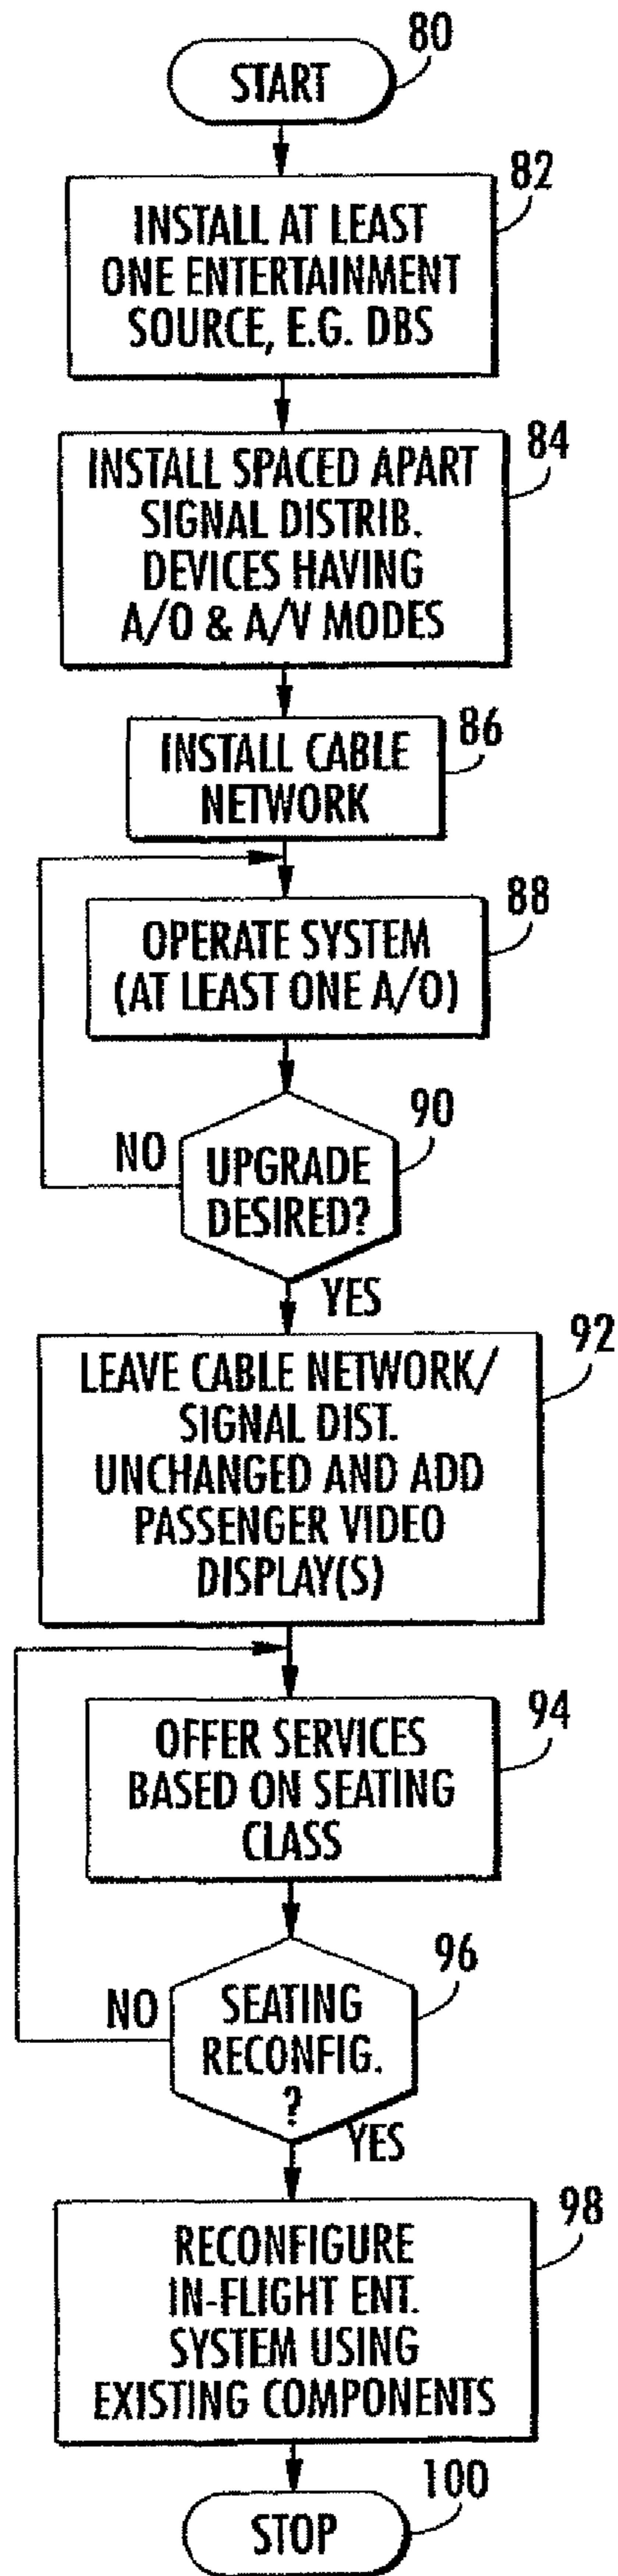 80
START
82
INSTALL AT LEAST
ONE ENTERTAINMENT
SOURCE, E.G. DBS
84
INSTALL SPACED APART
SIGNAL DISTRIB.
DEVICES HAVING
A/O & A/V MODES
86
INSTALL CABLE
NETWORK
88
OPERATE SYSTEM
(AT LEAST ONE A/O)
90
NO
UPGRADE
DESIRED?
YES
92
LEAVE CABLE NETWORK/
SIGNAL DIST.
UNCHANGED AND ADD
PASSENGER VIDEO
DISPLAY(S)
94
OFFER SERVICES
BASED ON SEATING
CLASS
96
NO
SEATING
RECONFIG.
?
YES
98
RECONFIGURE
IN-FLIGHT ENT.
SYSTEM USING
EXISTING COMPONENTS
100
STOP